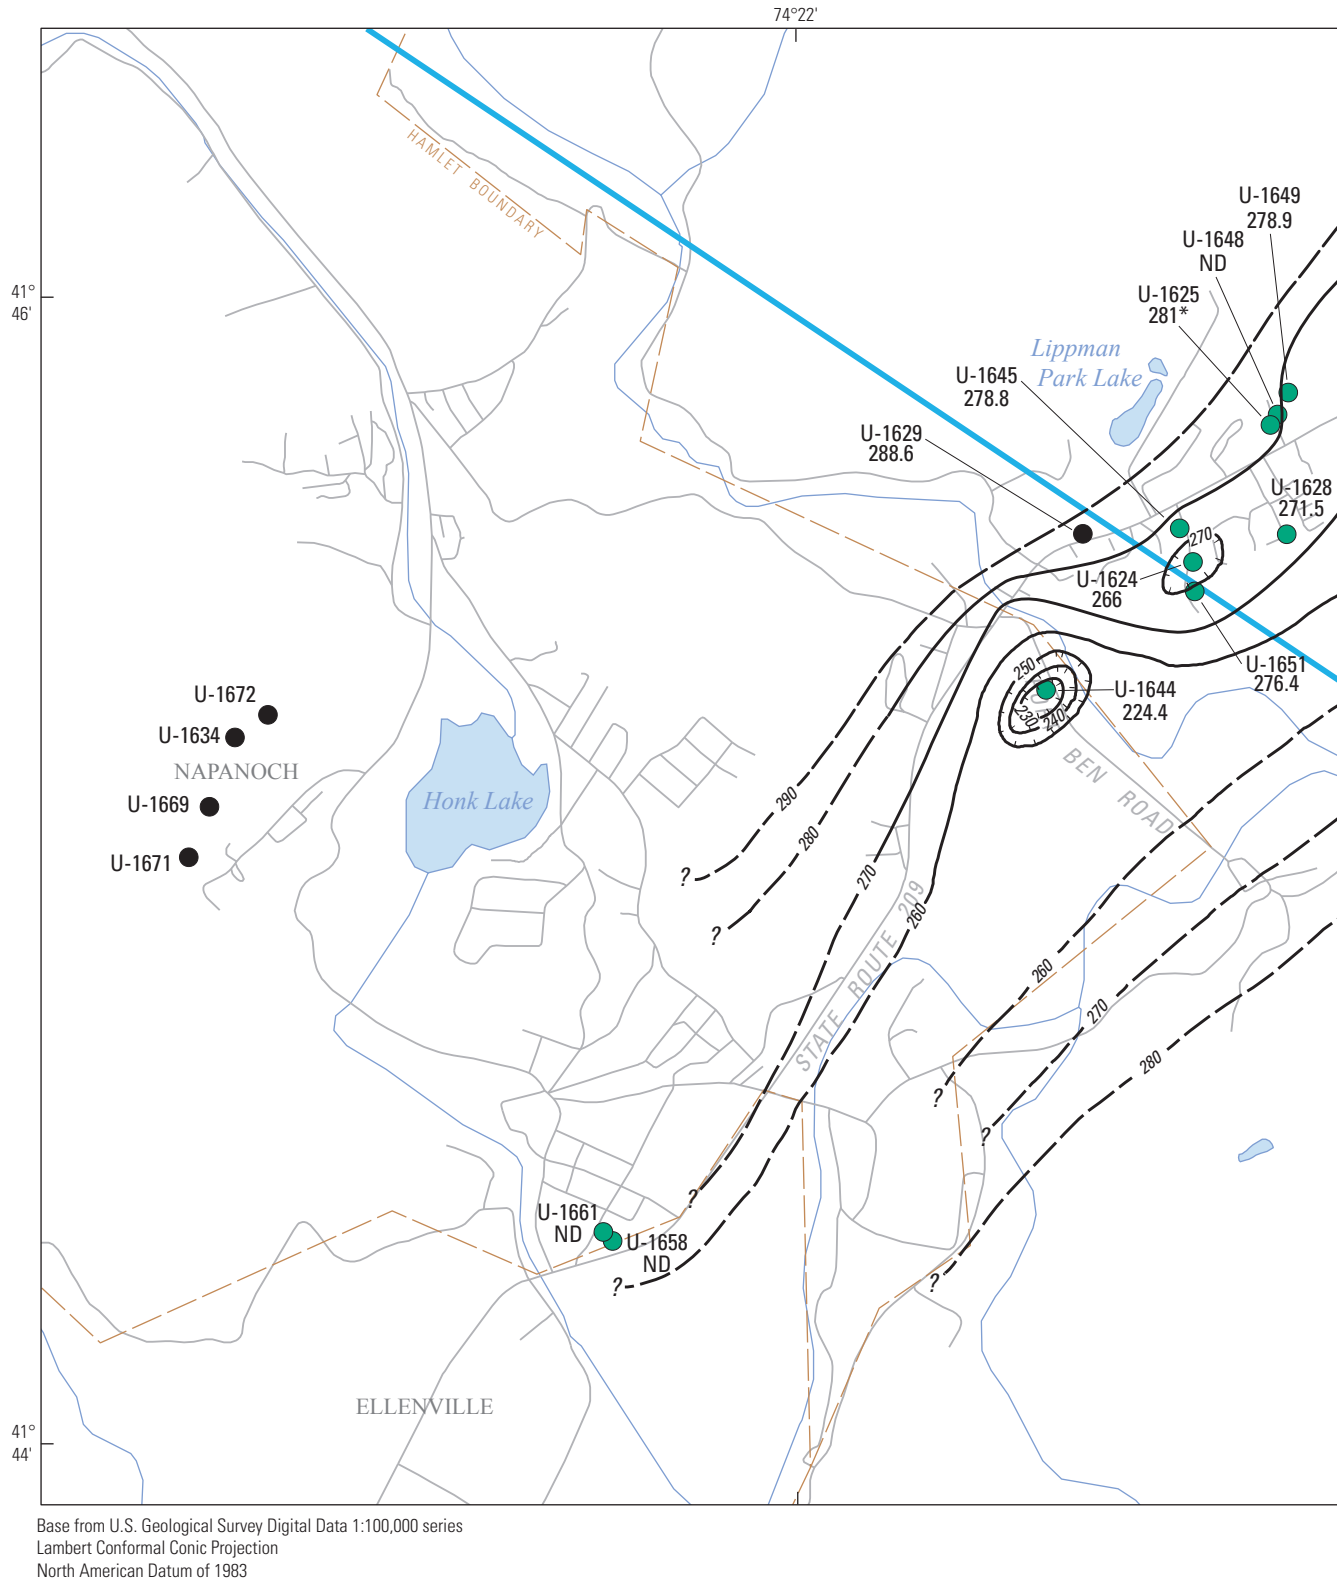 74°22'
HAMLET BOUNDARY
U-1649
278.9
U-1648
ND
41°
46'
U-1625
281*
Lippman
Park Lake
U-1645
278.8
U-1629
288.6
U-1628
271.5
270
U-1624
266
U-1651
276.4
250
U-1644
224.4
230
240
U-1672
U-1634
NAPANOCH
U-1669
U-1671
Honk Lake
BEN ROAD
290
280
270
260
?
?
STATE ROUTE 209
260
270
280
?
?
?
?
?
U-1661
ND
U-1658
ND
ELLENVILLE
41°
44'
Base from U.S. Geological Survey Digital Data 1:100,000 series
Lambert Conformal Conic Projection
North American Datum of 1983